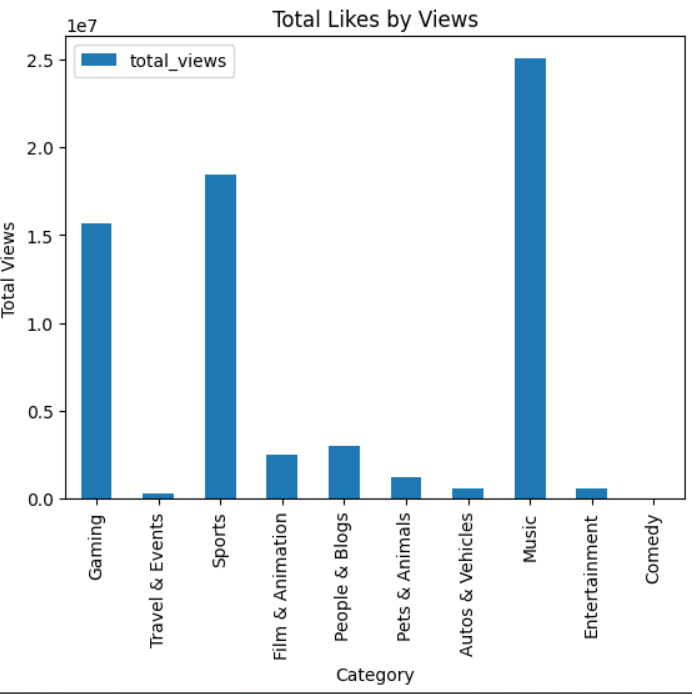 Total Likes by Views
1e7
total_views
2.5
2.0
1.5
1.0
0.5
0.0
Total Views
Gaming
Travel & Events
Sports
Film & Animation
People & Blogs
Pets & Animals
Autos & Vehicles
Music
Entertainment
Comedy
Category